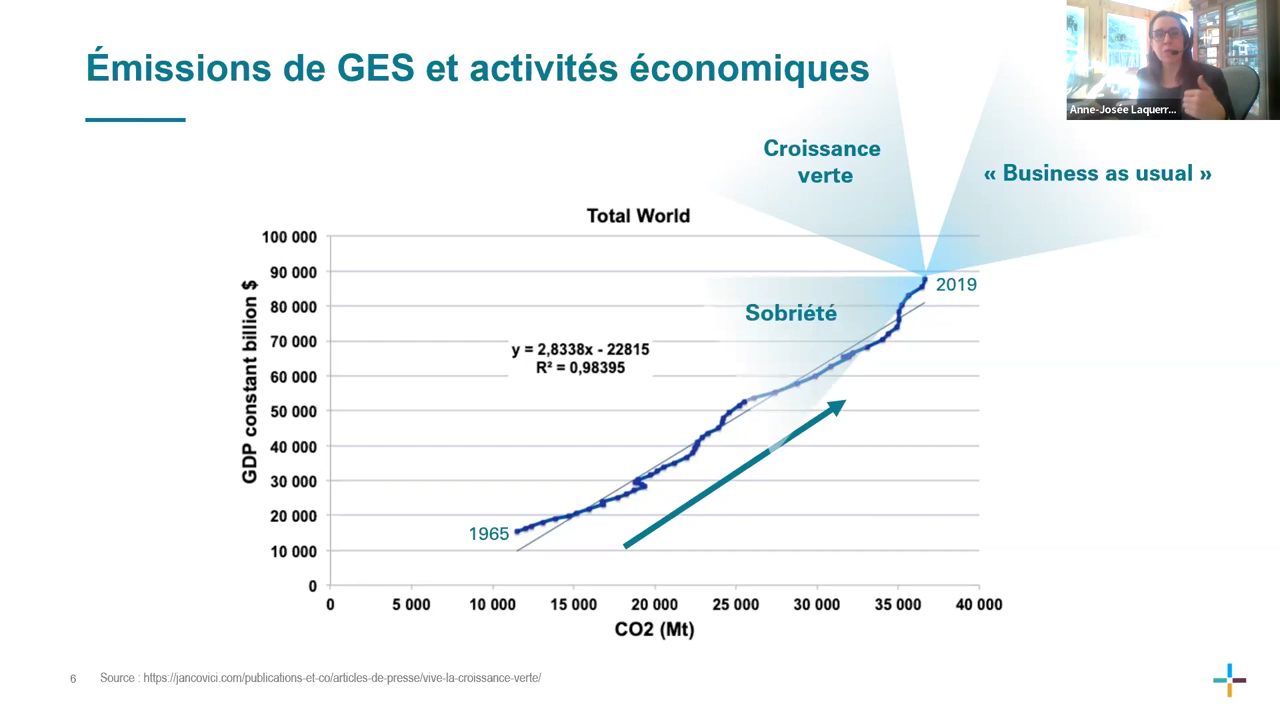 Émissions de GES et activités économiques
Anne-Josée Laquerr...
Croissance
verte
« Business as usual »
Total World
GDP constant billion $
100 000
90 000
80 000
70 000
60 000
50 000
40 000
30 000
20 000
10 000
0
2019
Sobriété
y = 2,8338x - 22815
R² = 0,98395
1965
0 5 000 10 000 15 000 20 000 25 000 30 000 35 000 40 000
CO2 (Mt)
6 Source : https://jancovici.com/publications-et-co/articles-de-presse/vive-la-croissance-verte/